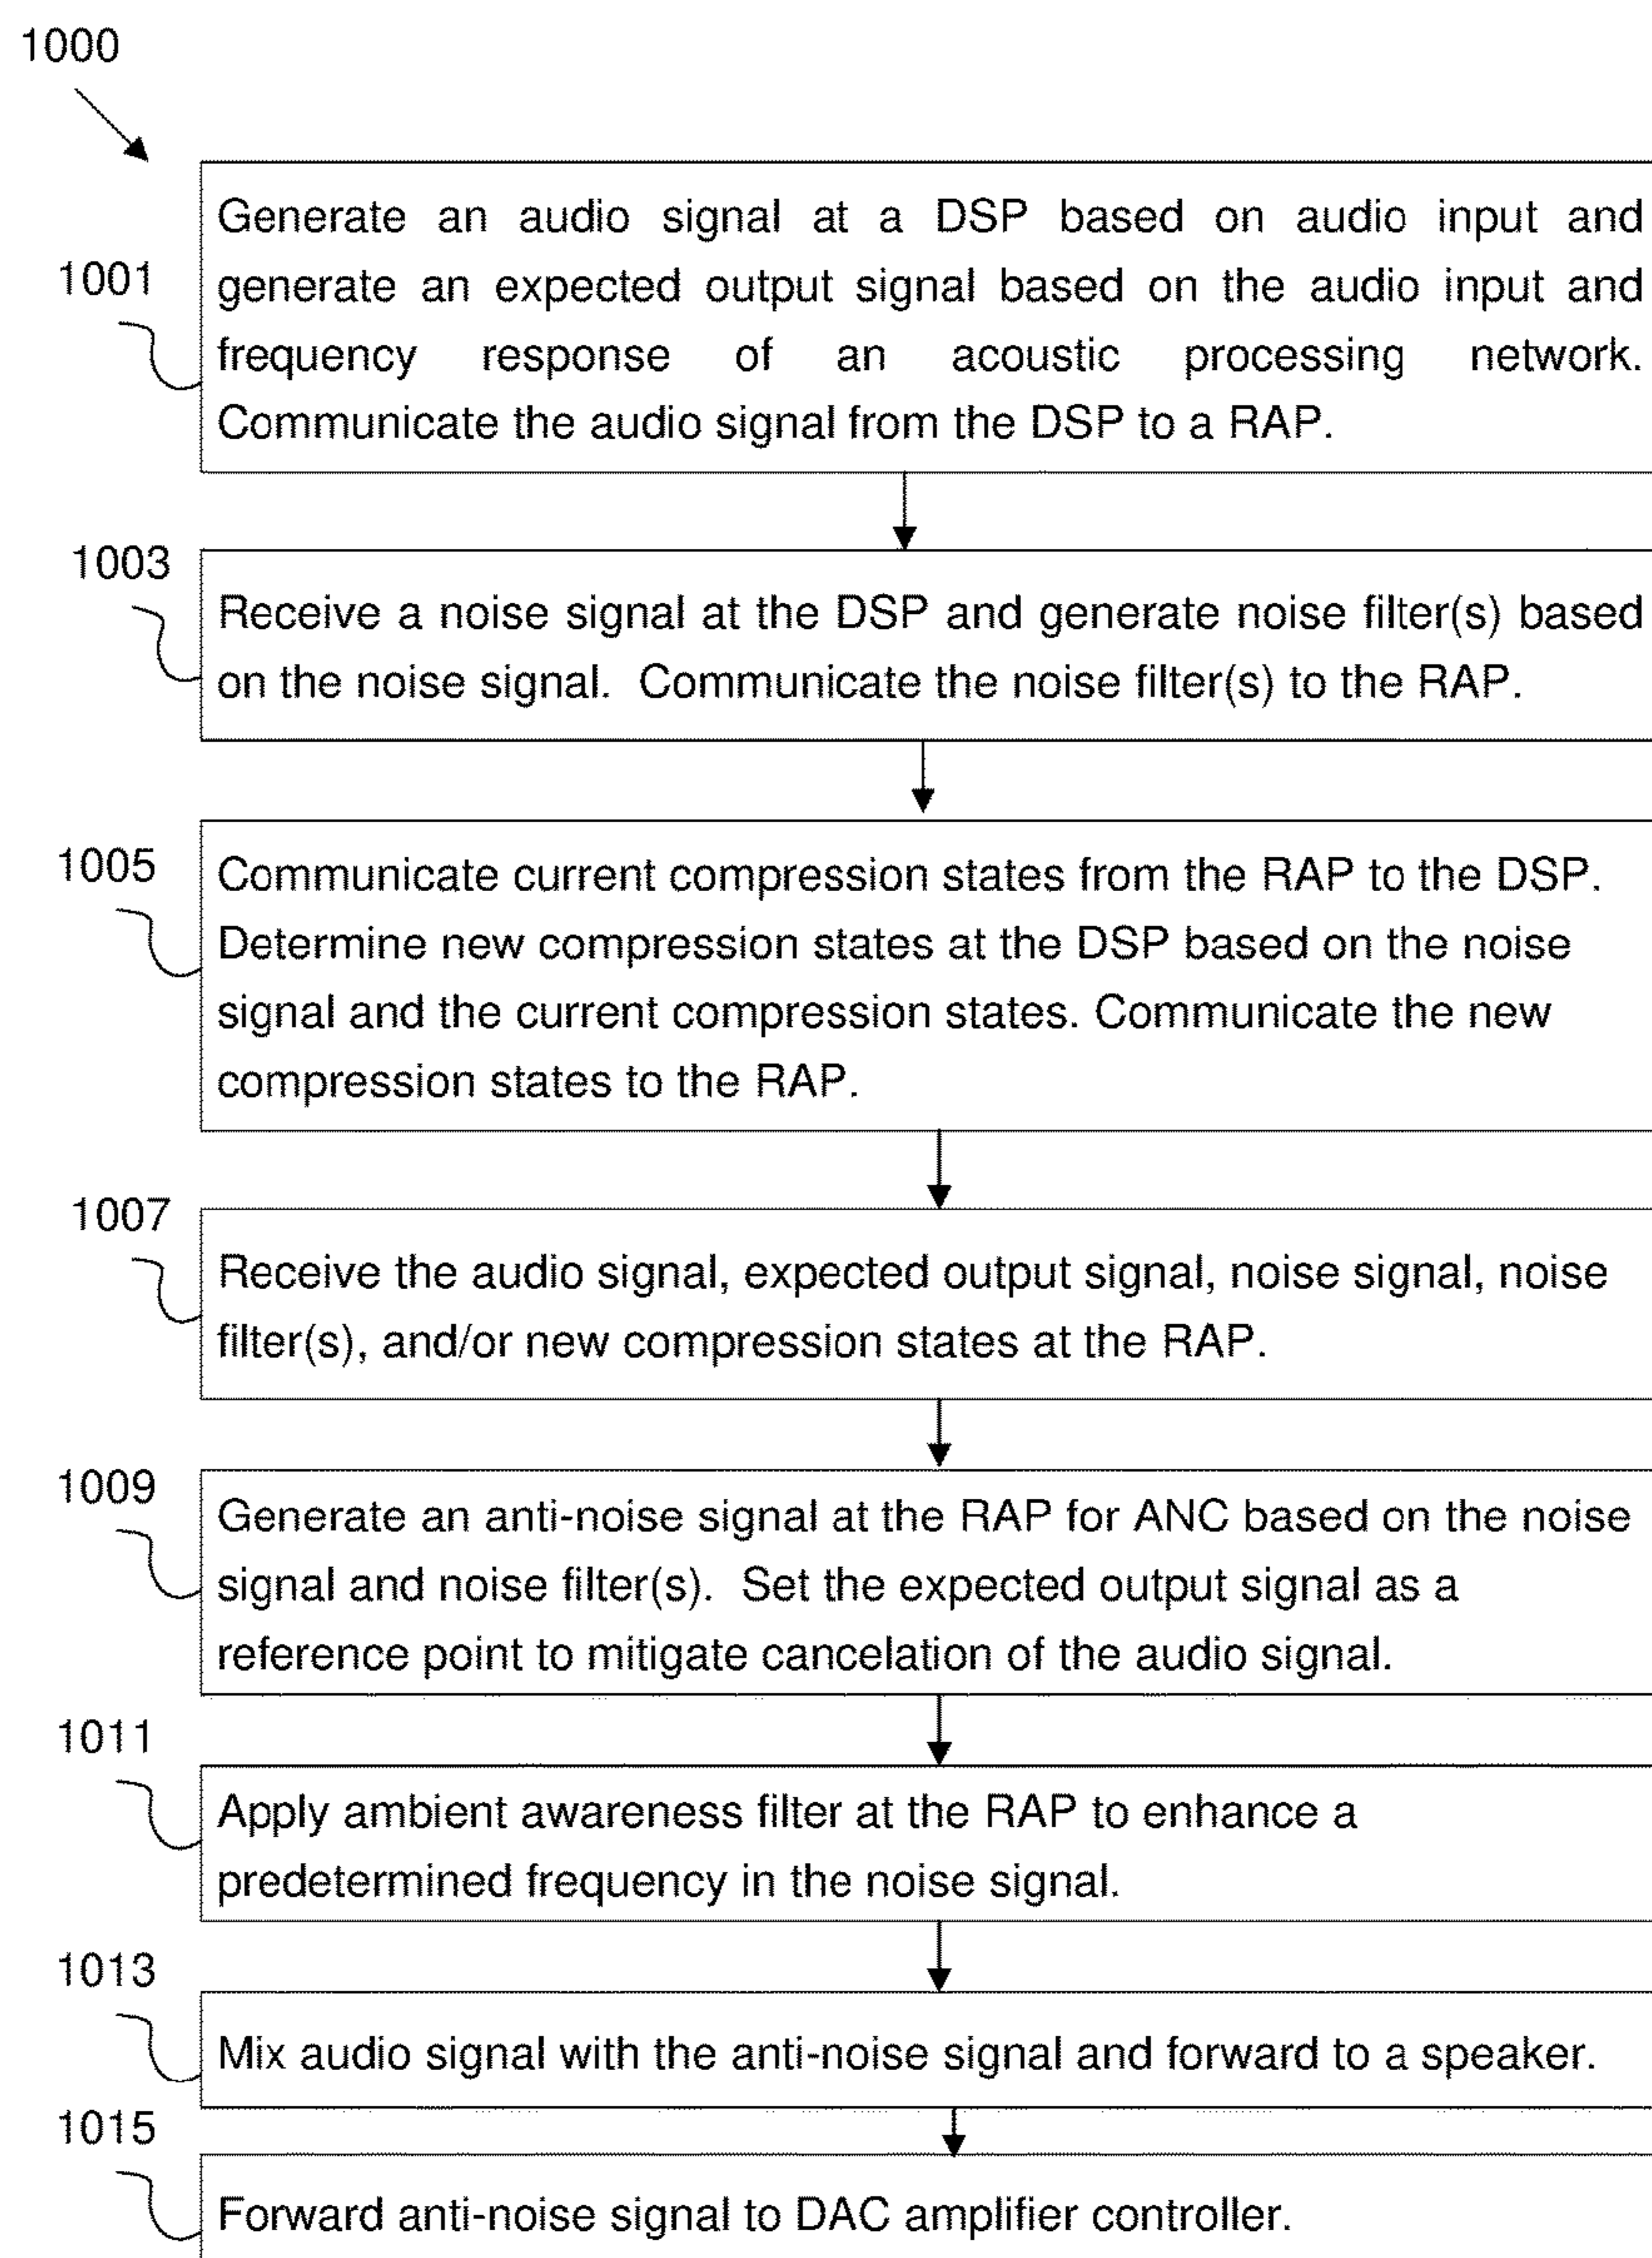 1000
1001
Generate an audio signal at a DSP based on audio input and
generate an expected output signal based on the audio input and
frequency response of an acoustic processing network.
Communicate the audio signal from the DSP to a RAP.
1003
Receive a noise signal at the DSP and generate noise filter(s) based
on the noise signal. Communicate the noise filter(s) to the RAP.
1005
Communicate current compression states from the RAP to the DSP.
Determine new compression states at the DSP based on the noise
signal and the current compression states. Communicate the new
compression states to the RAP.
1007
Receive the audio signal, expected output signal, noise signal, noise
filter(s), and/or new compression states at the RAP.
1009
Generate an anti-noise signal at the RAP for ANC based on the noise
signal and noise filter(s). Set the expected output signal as a
reference point to mitigate cancelation of the audio signal.
1011
Apply ambient awareness filter at the RAP to enhance a
predetermined frequency in the noise signal.
1013
Mix audio signal with the anti-noise signal and forward to a speaker.
1015
Forward anti-noise signal to DAC amplifier controller.